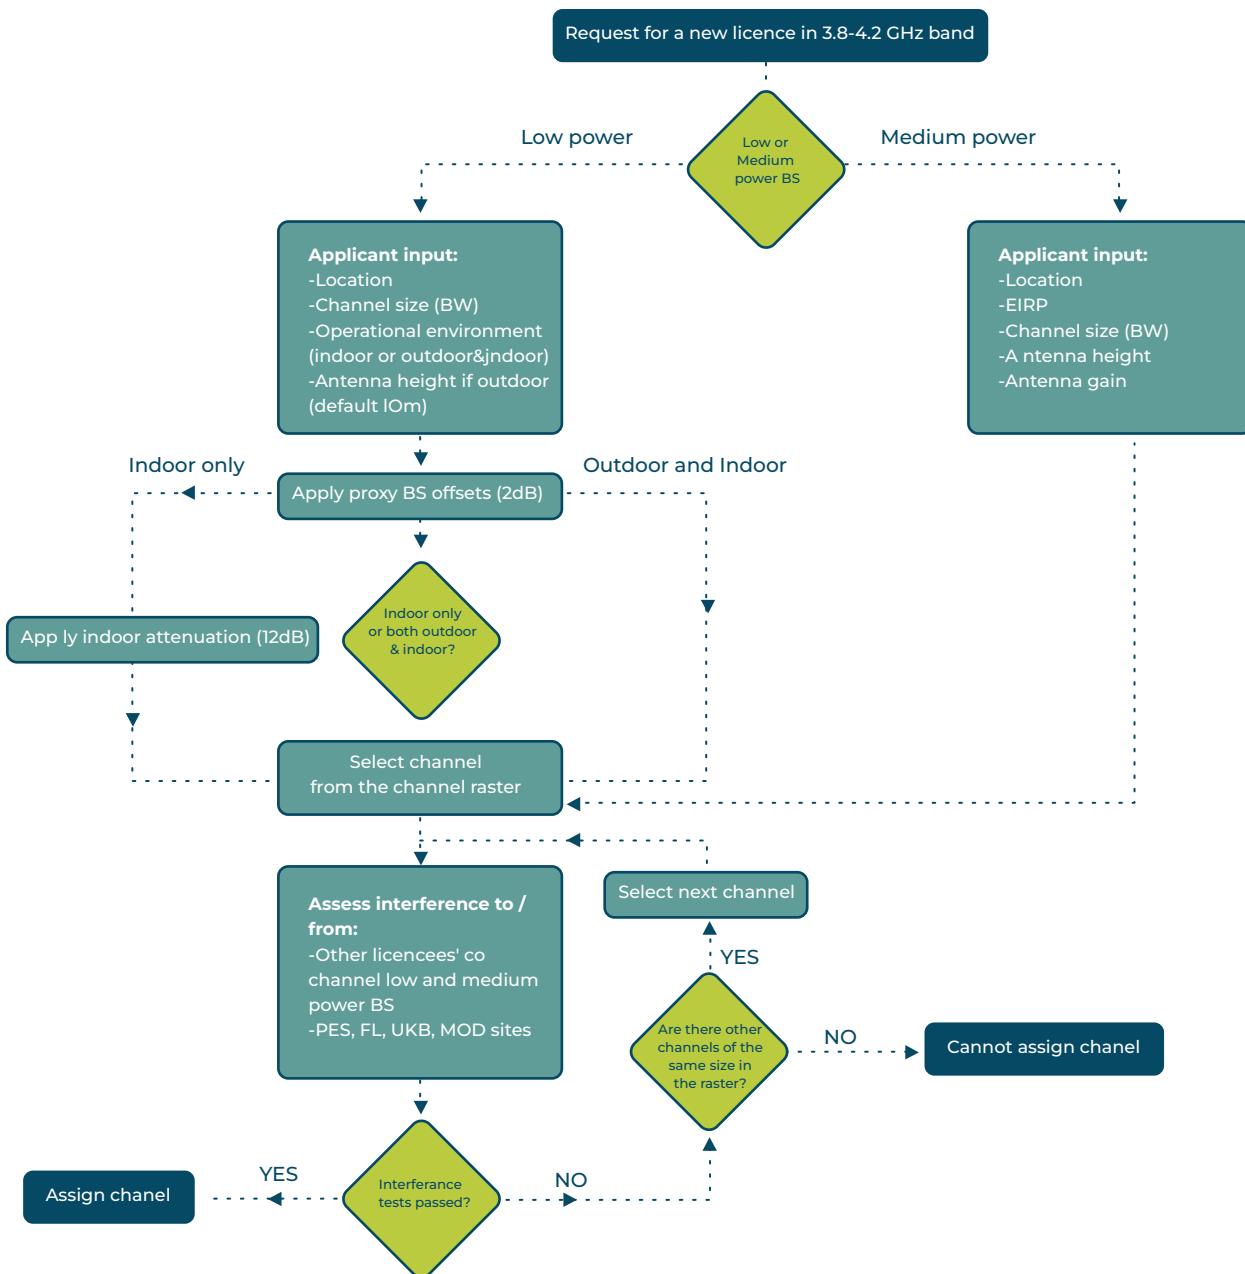 Request for a new licence in 3.8-4.2 GHz band
Low power
Medium power
Low or
Medium
power BS
Applicant input:
-Location
-Channel size (BW)
-Operational environment
(indoor or outdoor&jndoor)
-Antenna height if outdoor
(default lOm)
Applicant input:
-Location
-EIRP
-Channel size (BW)
-A ntenna height
-Antenna gain
Indoor only
Outdoor and Indoor
Apply proxy BS offsets (2dB)
Indoor only
or both outdoor
& indoor?
App ly indoor attenuation (12dB)
Select channel
from the channel raster
Assess interference to /
from:
-Other licencees' co
channel low and medium
power BS
-PES, FL, UKB, MOD sites
Select next channel
YES
Are there other
channels of the
same size in
the raster?
NO
Cannot assign chanel
Interferance
tests passed?
YES
NO
Assign chanel